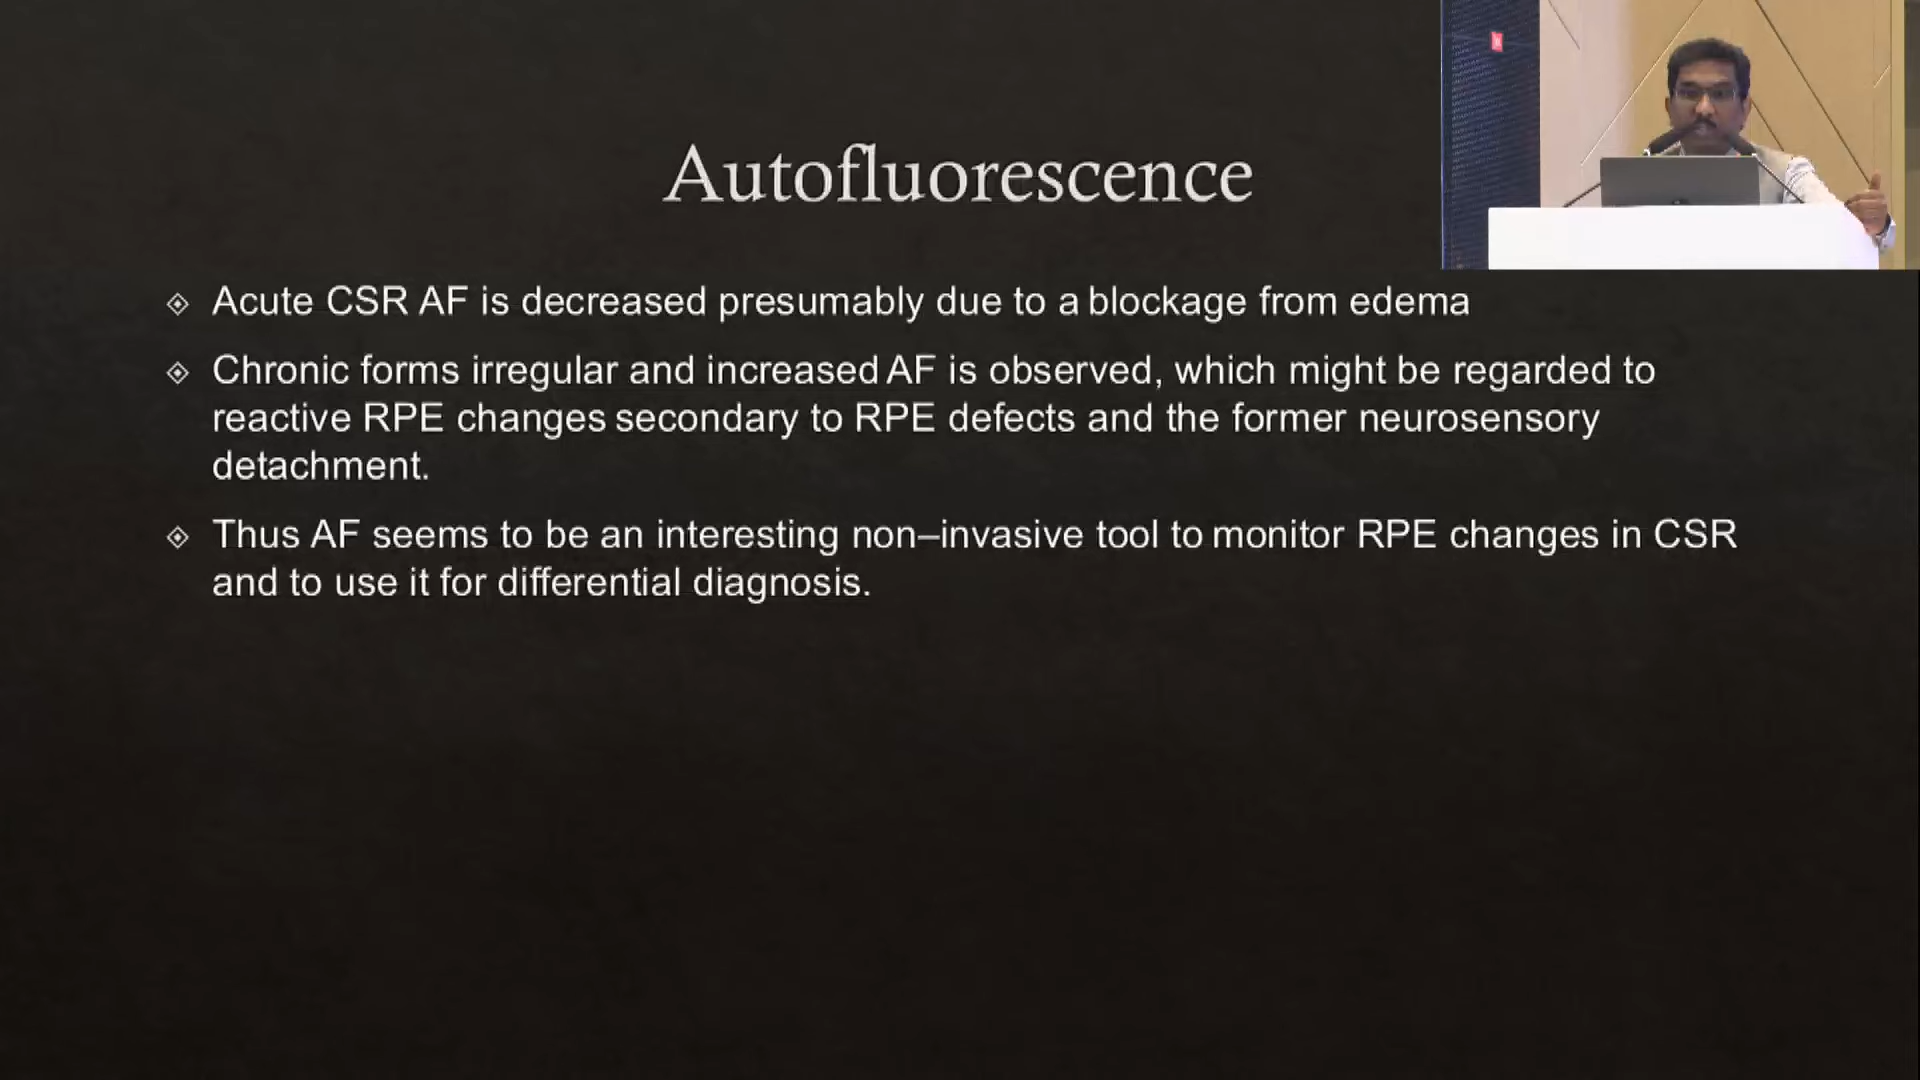 Autofluorescence
Acute CSR AF is decreased presumably due to a blockage from edema
Chronic forms irregular and increased AF is observed, which might be regarded to
reactive RPE changes secondary to RPE defects and the former neurosensory
detachment.
Thus AF seems to be an interesting non–invasive tool to monitor RPE changes in CSR
and to use it for differential diagnosis.